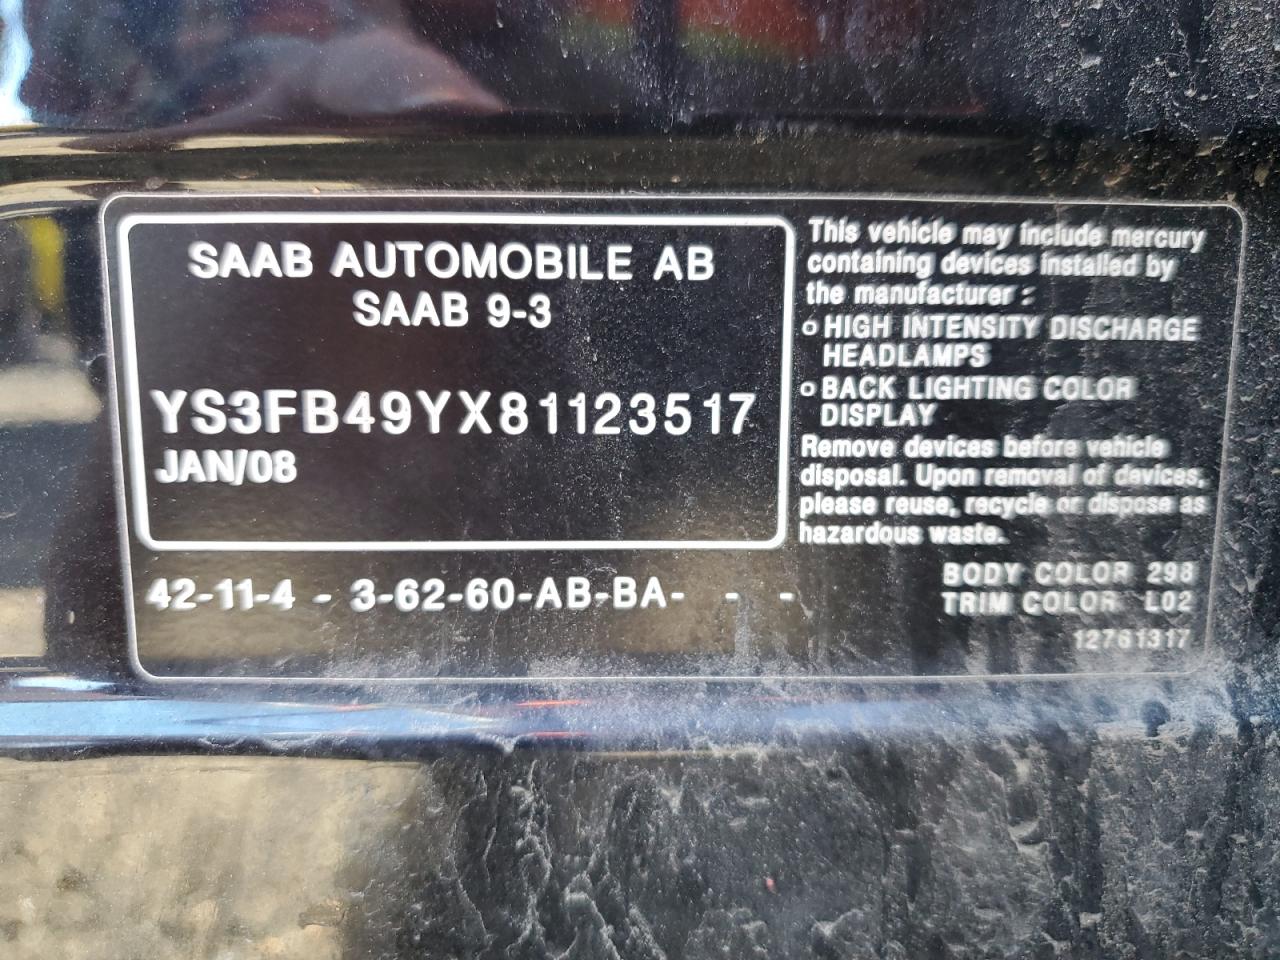 SAAB AUTOMOBILE AB
SAAB 9-3
YS3FB49YX81123517
JAN/08
This vehicle may include mercury
containing devices installed by
the manufacturer :
o HIGH INTENSITY DISCHARGE
HEADLAMPS
o BACK LIGHTING COLOR
DISPLAY
Remove devices before vehicle
disposal. Upon removal of devices,
please reuse, recycle or dispose as
hazardous waste.
42-11-4 - 3-62-60-AB-BA- - -
BODY COLOR 298
TRIM COLOR L02
12761317